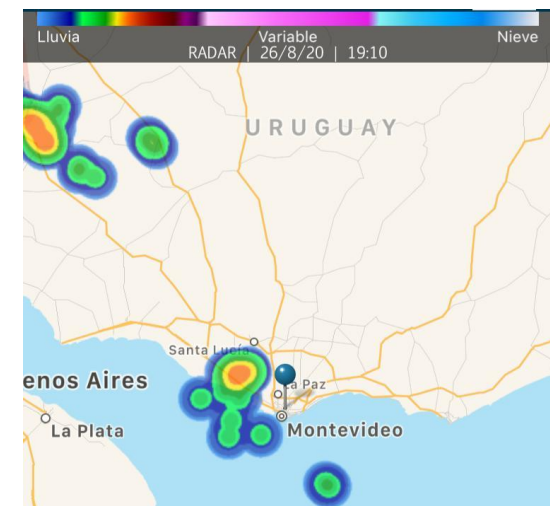 Lluvia Variable Nieve
RADAR | 26/8/20 | 19:10
URUGUAY
Santa Lucía
La Paz
enos Aires
La Plata
Montevideo